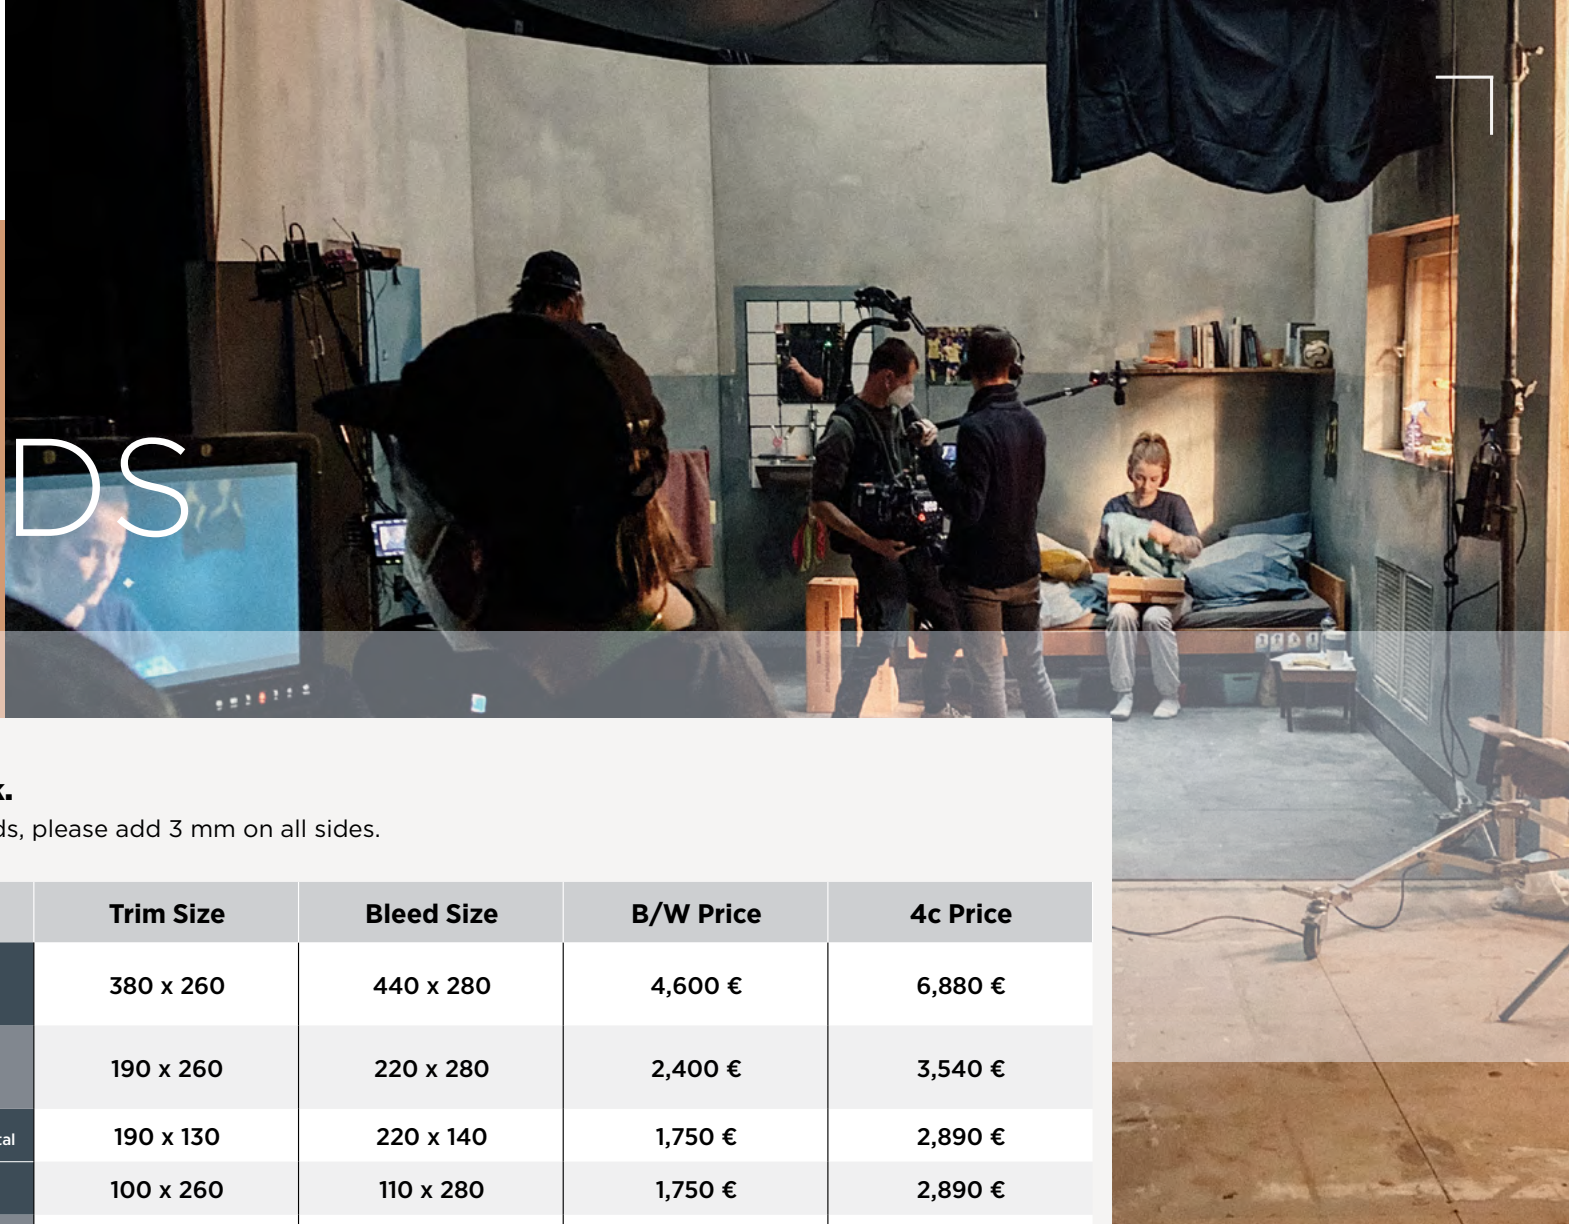 DS
k.
ds, please add 3 mm on all sides.
Trim Size Bleed Size B/W Price 4c Price
380 x 260 440 x 280 4,600 € 6,880 €
190 x 260 220 x 280 2,400 € 3,540 €
tal 190 x 130 220 x 140 1,750 € 2,890 €
100 x 260 110 x 280 1,750 € 2,890 €